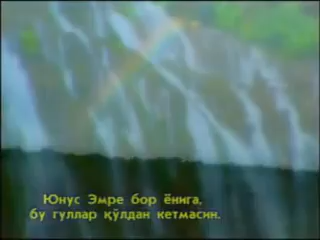 Юнус Эмре бор ёнига,
бу гуллар қўлдан кетмасин.